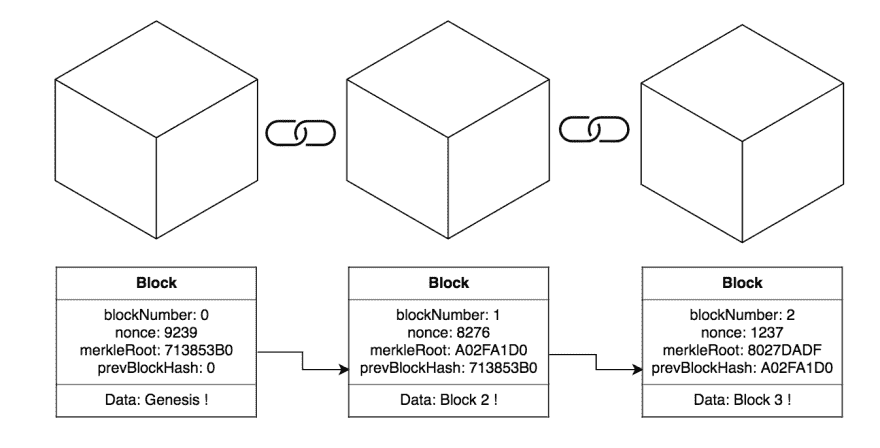 Block
blockNumber: 0
nonce: 9239
merkleRoot: 713853B0
prevBlockHash: 0
Data: Genesis !
Block
blockNumber: 1
nonce: 8276
merkleRoot: A02FA1D0
prevBlockHash: 713853B0
Data: Block 2 !
Block
blockNumber: 2
nonce: 1237
merkleRoot: 8027DADF
prevBlockHash: A02FA1D0
Data: Block 3 !